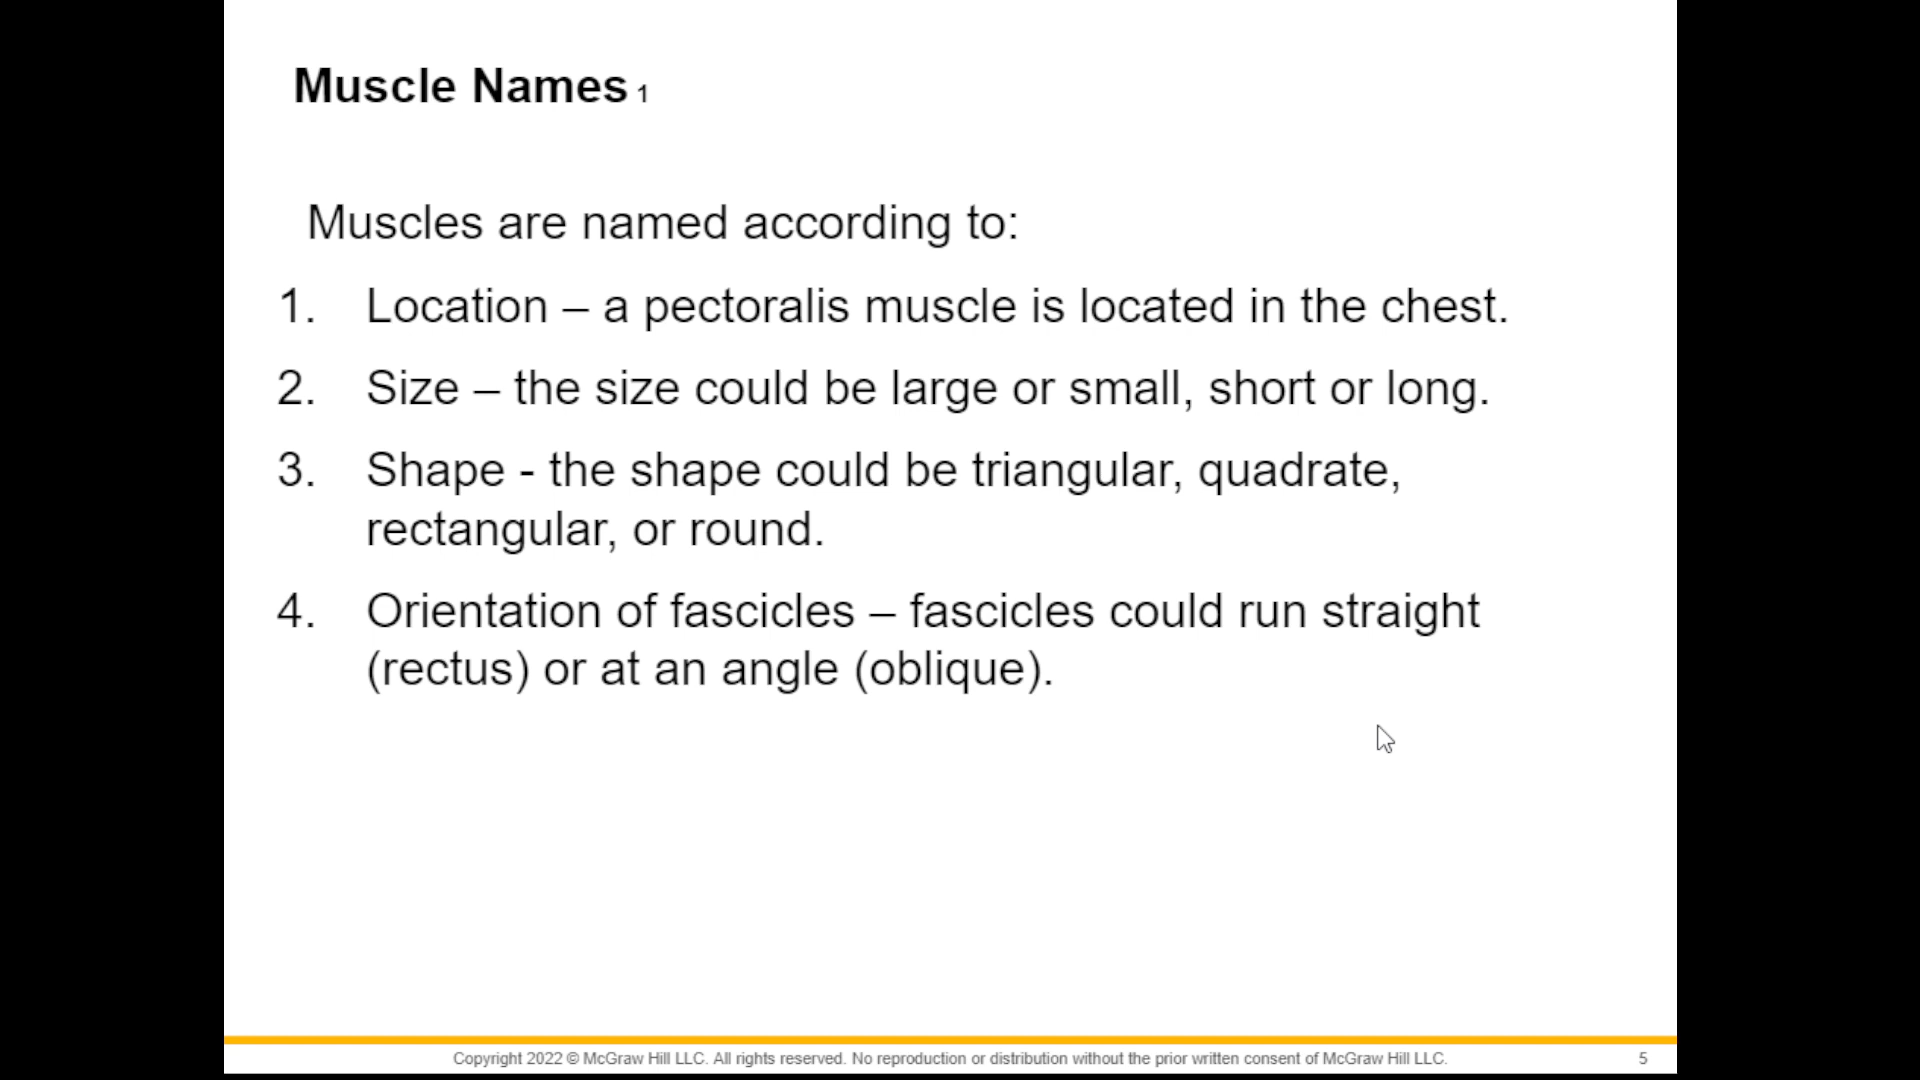 Muscle Names 1
Muscles are named according to:
1. Location – a pectoralis muscle is located in the chest.
2. Size – the size could be large or small, short or long.
3. Shape - the shape could be triangular, quadrate,
rectangular, or round.
4. Orientation of fascicles – fascicles could run straight
(rectus) or at an angle (oblique).
Copyright 2022 © McGraw Hill LLC. All rights reserved. No reproduction or distribution without the prior written consent of McGraw Hill LLC. 5